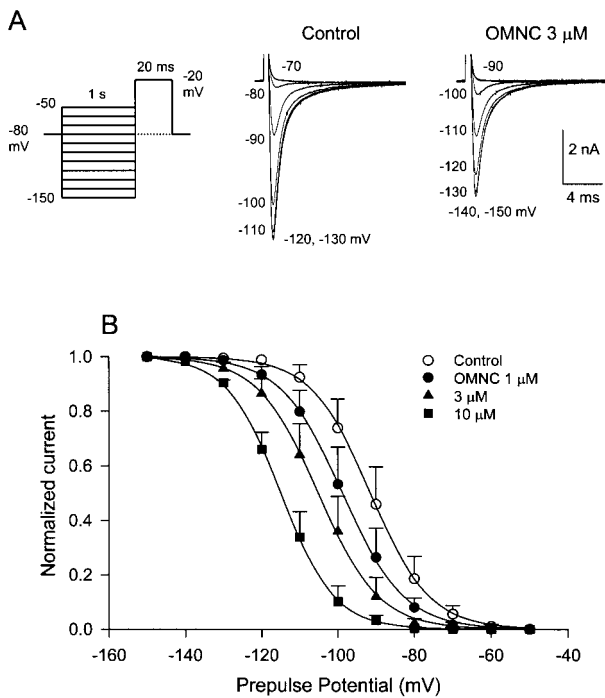 A
Control
OMNC 3 µM
20 ms
-20
mV
1 s
-50
-80
mV
-150
-70
-80
-90
-100
-110
-120, -130 mV
-90
-100
-110
-120
-130
-140, -150 mV
2 nA
4 ms
B
Control
OMNC 1 µM
3 µM
10 µM
Normalized current
1.0
0.8
0.6
0.4
0.2
0.0
-160
-140
-120
-100
-80
-60
-40
Prepulse Potential (mV)